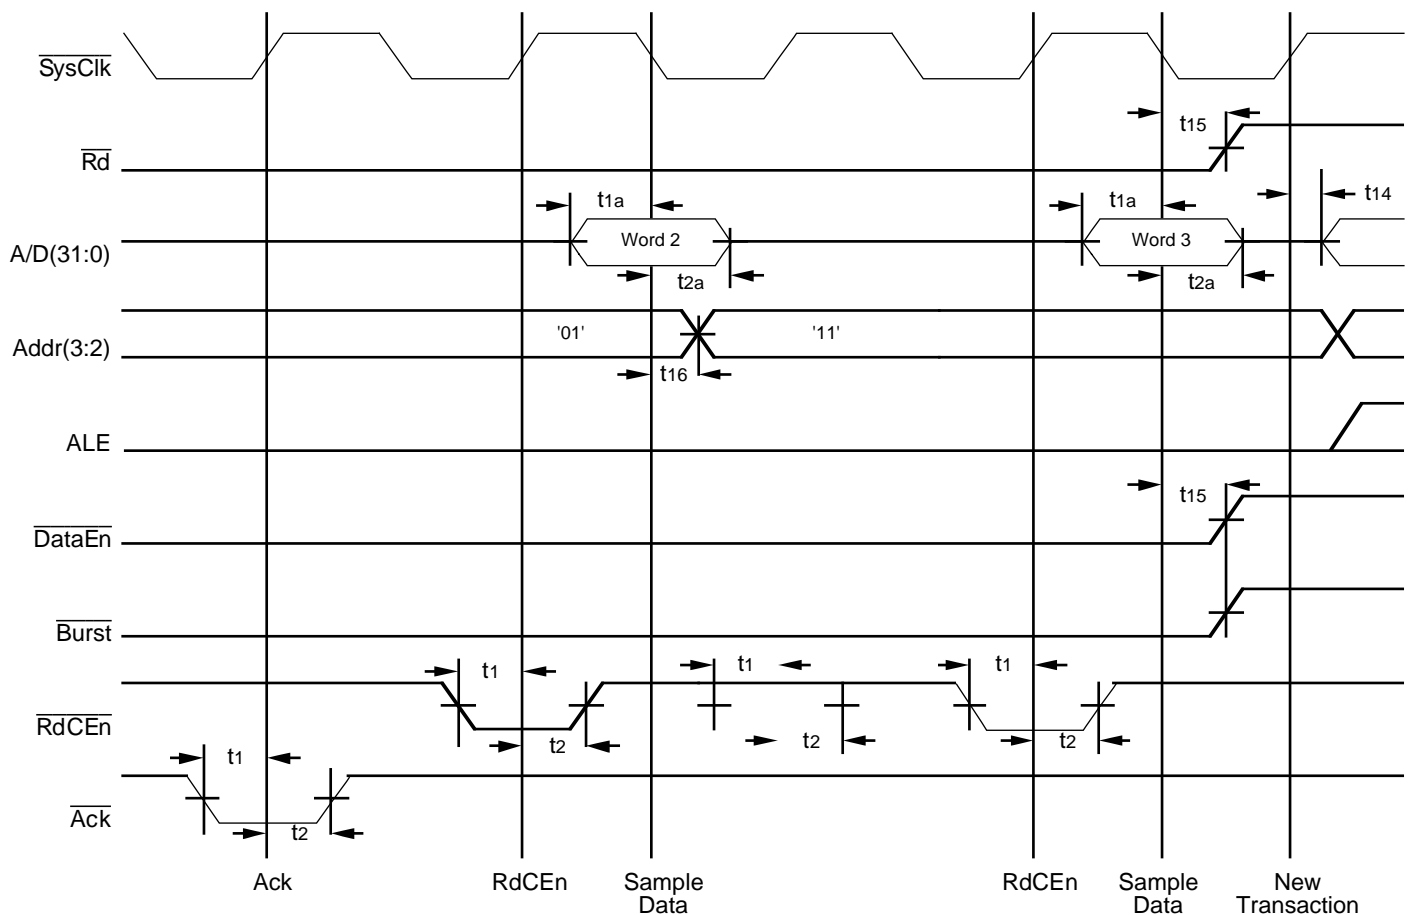 SysClk
t15
Rd
t1a
t1a
t14
A/D(31:0)
Word 2
Word 3
t2a
t2a
Addr(3:2)
'01'
'11'
t16
ALE
t15
DataEn
Burst
t1
t1
t1
RdCEn
t2
t2
t2
t1
Ack
t2
Ack
RdCEn
Sample
Data
RdCEn
Sample
Data
New
Transaction